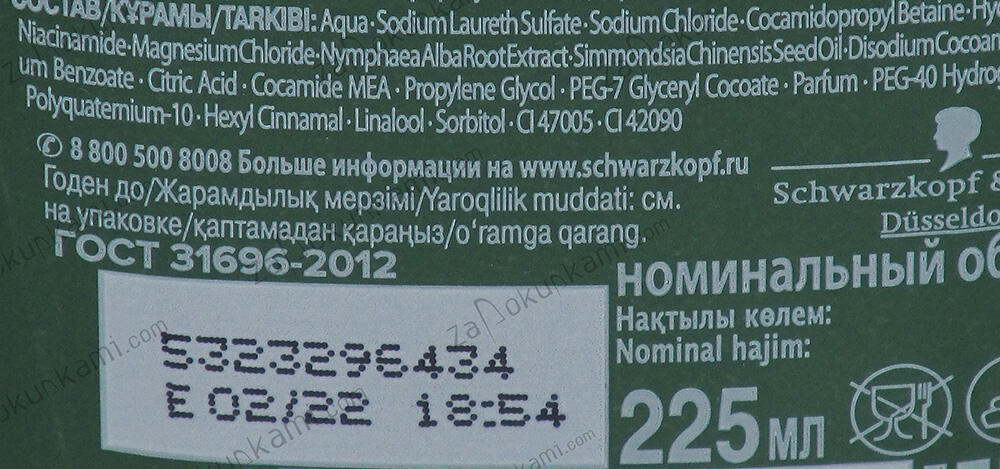 СОСТАВ/ҚҰРАМЫ/TARKIBI: Aqua · Sodium Laureth Sulfate · Sodium Chloride · Cocamidopropyl Betaine ·
Niacinamide · Magnesium Chloride · Nymphaea Alba Root Extract · Simmondsia Chinensis Seed Oil · Disodium
um Benzoate · Citric Acid · Cocamide MEA · Propylene Glycol · PEG-7 Glyceryl Cocoate · Parfum · PEG-40
Polyquaternium-10 · Hexyl Cinnamal · Linalool · Sorbitol · CI 47005 · CI 42090
8 800 500 8008 Больше информации на www.schwarzkopf.ru
Годен до/Жарамдылық мерзімі/Yaroqlilik muddati: см.
на упаковке/қаптамадан қараңыз/o‘ramga qarang.
ГОСТ 31696-2012
Schwarzkopf &
Düsseldo
5323296434
E 02/22 18:54
НОМИНАЛЬНЫЙ ОБ
Нақтылы көлем:
Nominal hajim:
225 МЛ
zaDokunkami.com